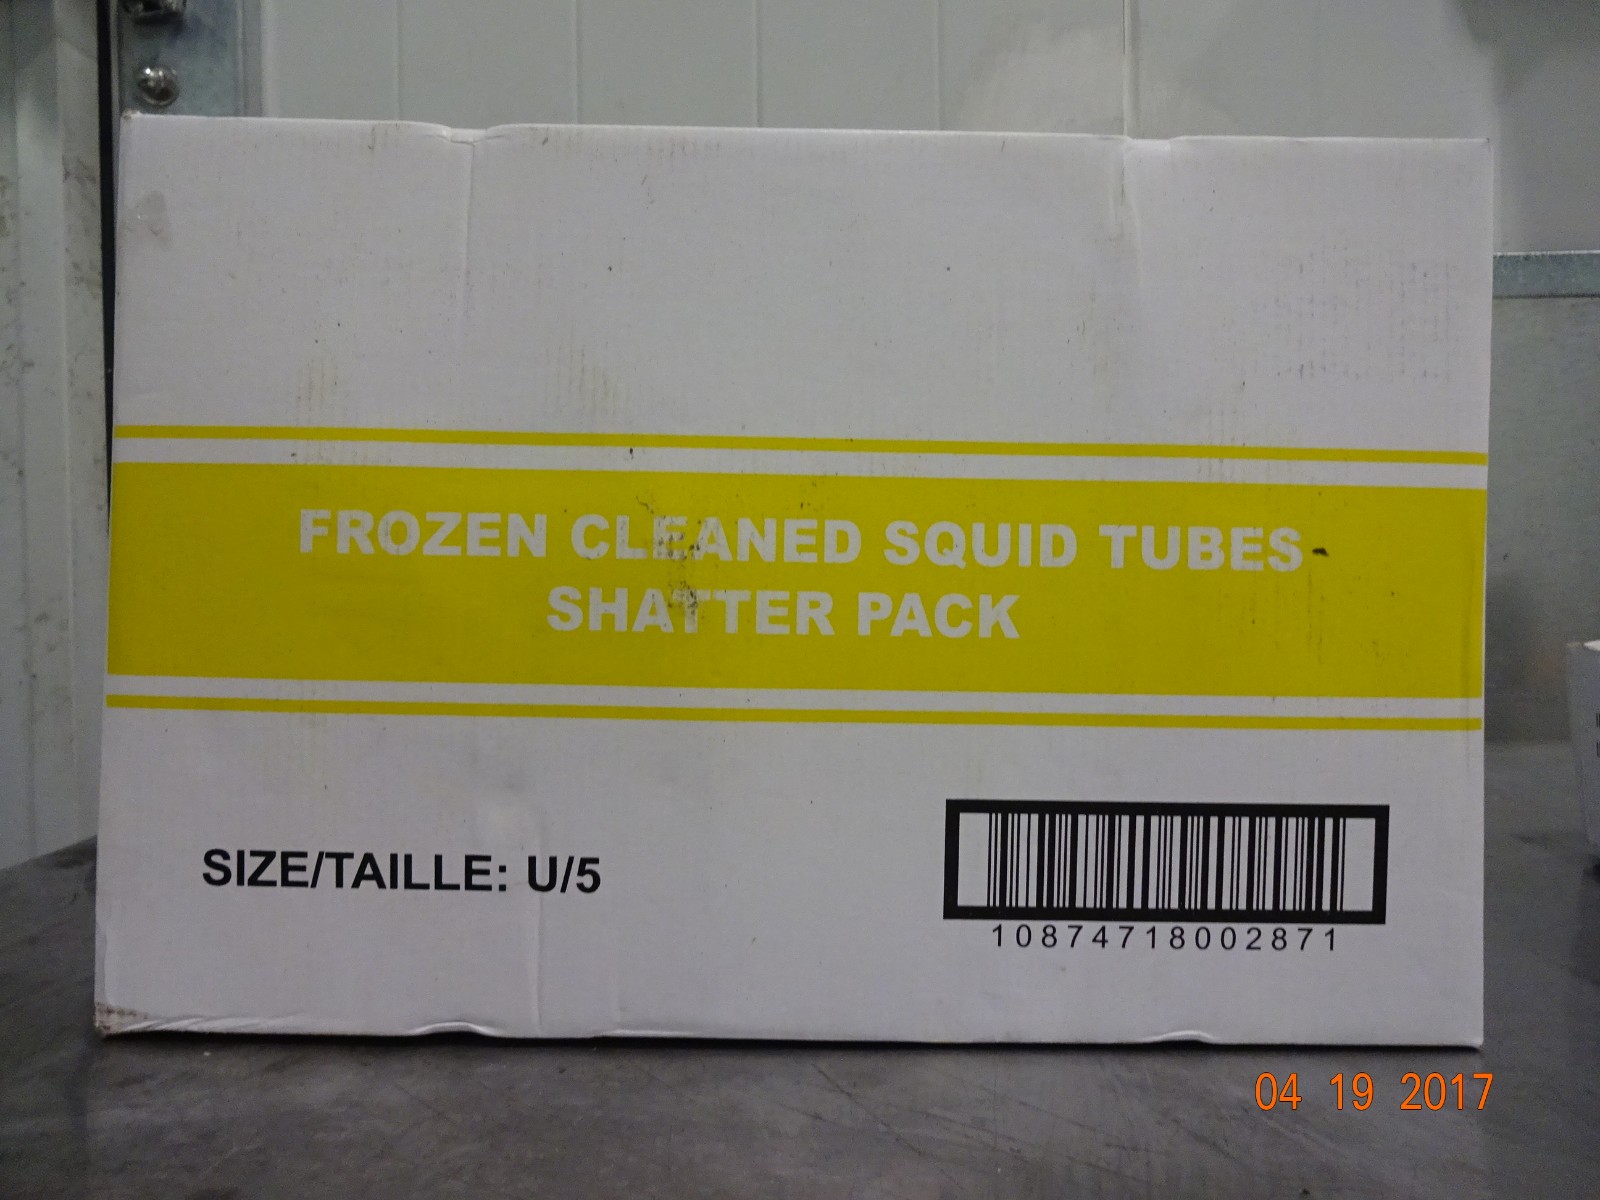 FROZEN CLEANED SQUID TUBES
SHATTER PACK
SIZE/TAILLE: U/5
10874718002871
04 19 2017